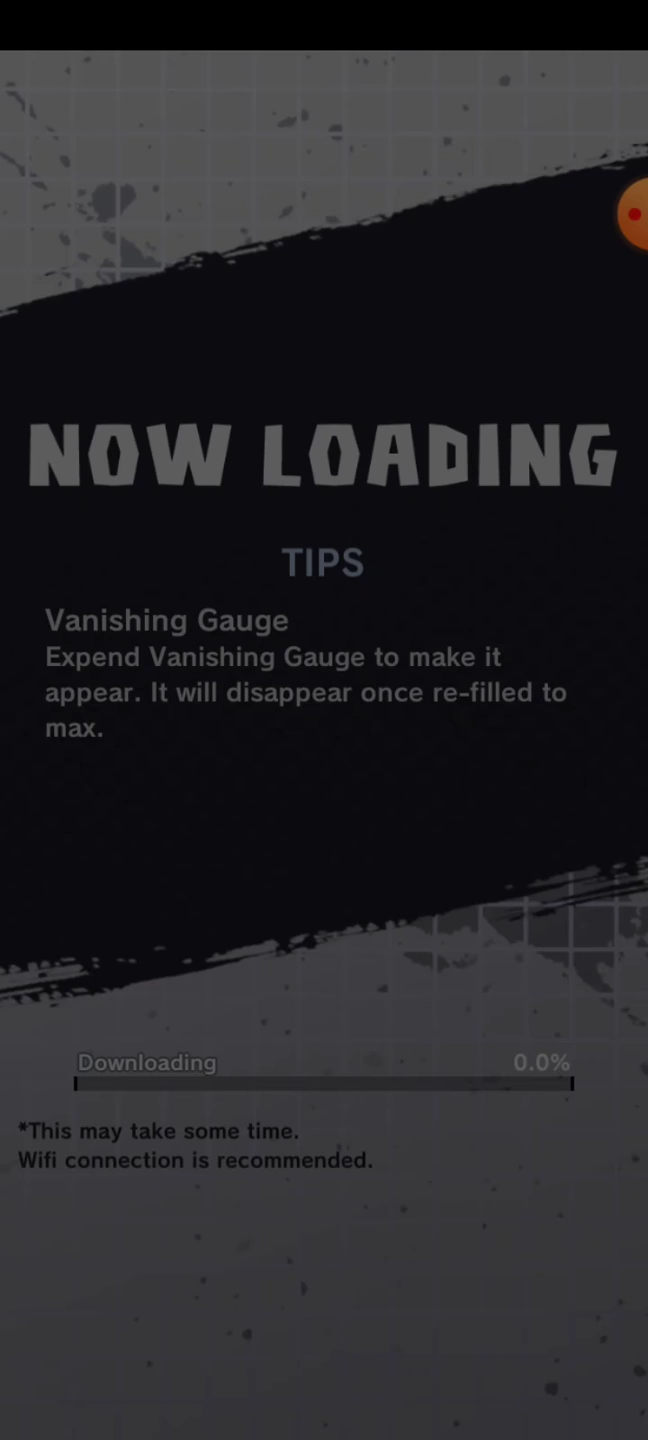 NOW LOADING
TIPS
Vanishing Gauge
Expend Vanishing Gauge to make it
appear. It will disappear once re-filled to
max.
Downloading 0.0%
*This may take some time.
Wifi connection is recommended.